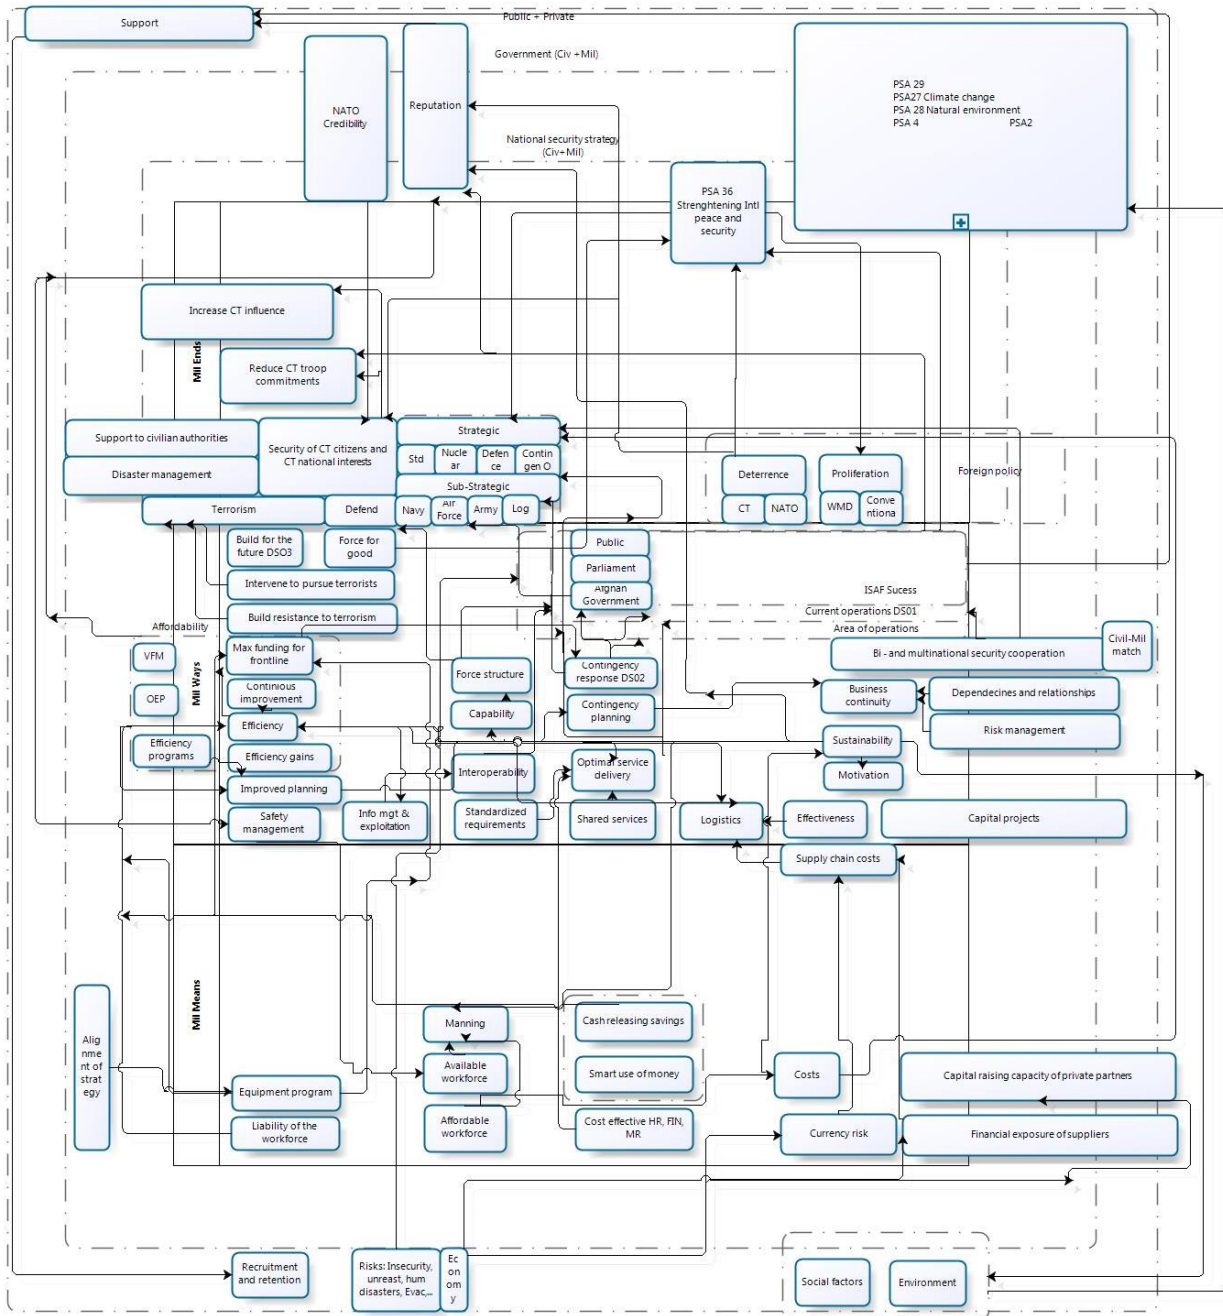 Public + Private
Support
Government (Civ +Mil)
NATO
Credibility
Reputation
PSA 29
PSA27 Climate change
PSA 28 Natural environment
PSA 4 PSA2
National security strategy
(Civ+Mil)
PSA 36
Strenghtening Intl
peace and
security
Increase CT influence
Mil Ends
Reduce CT troop
commitments
Support to civilian authorities
Disaster management
Security of CT citizens and
CT national interests
Strategic
Std
Nucle
ar
Defen
ce
Contin
gen O
Sub-Strategic
Terrorism
Defend
Navy
Air
Force
Army
Log
Deterrence
CT
NATO
Proliferation
WMD
Conve
ntiona
Foreign policy
Build for the
future DSO3
Force for
good
Intervene to pursue terrorists
Build resistance to terrorism
Public
Parliament
Afghan
Government
ISAF Sucess
Current operations DS01
Area of operations
Affordability
VFM
OEP
Efficiency
programs
Mil Ways
Max funding for
frontline
Continious
improvement
Efficiency
Efficiency gains
Improved planning
Safety
management
Info mgt &
exploitation
Force structure
Capability
Interoperability
Standardized
requirements
Contingency
response DS02
Contingency
planning
Optimal service
delivery
Shared services
Bi - and multinational security cooperation
Civil-Mil
match
Business
continuity
Dependecines and relationships
Risk management
Sustainability
Motivation
Logistics
Effectiveness
Capital projects
Supply chain costs
Mil Means
Alig
nme
nt of
strat
egy
Equipment program
Liability of the
workforce
Manning
Available
workforce
Affordable
workforce
Cash releasing savings
Smart use of money
Cost effective HR, FIN,
MR
Costs
Currency risk
Capital raising capacity of private partners
Financial exposure of suppliers
Recruitment
and retention
Risks: Insecurity,
unreast, hum
disasters, Evac,...
Ec
on
om
y
Social factors
Environment